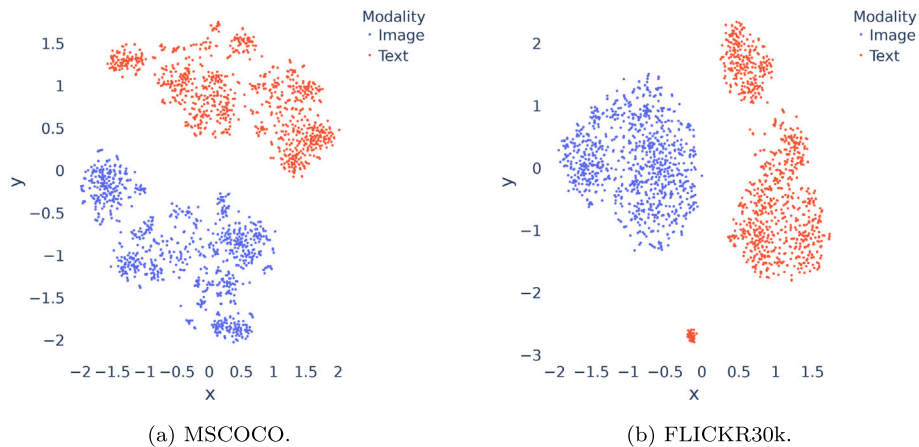 Modality
Image
Text
1.5
1
0.5
0
−0.5
−1
−1.5
−2
y
−2 −1.5 −1 −0.5 0 0.5 1 1.5 2
x
(a) MSCOCO.
Modality
Image
Text
2
1
0
−1
−2
−3
y
−2 −1.5 −1 −0.5 0 0.5 1 1.5
x
(b) FLICKR30k.